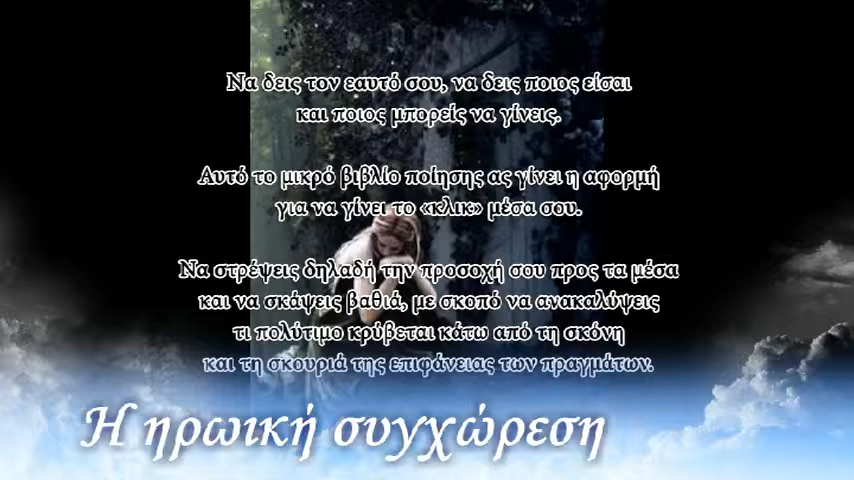 Να δεις τον εαυτό σου, να δεις ποιος είσαι
και ποιος μπορείς να γίνεις.
Αυτό το μικρό βιβλίο ποίησης ας γίνει η αφορμή
για να γίνει το «κλικ» μέσα σου.
Να στρέψεις δηλαδή την προσοχή σου προς τα μέσα
και να σκάψεις βαθιά, με σκοπό να ανακαλύψεις
τι πολύτιμο κρύβεται κάτω από τη σκόνη
και τη σκουριά της επιφάνειας των πραγμάτων.
Η ηρωική συγχώρεση